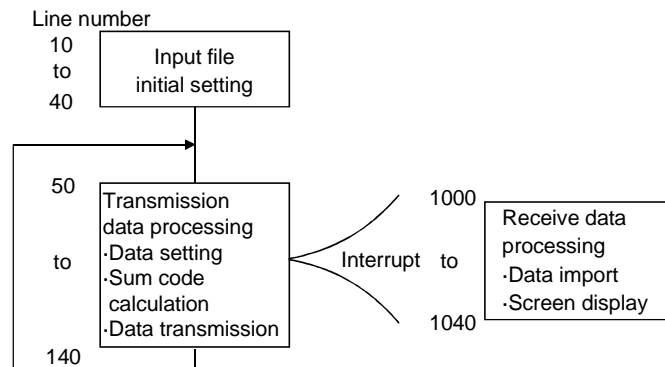 Line number
10
to
40
Input file
initial setting
50
to
140
Transmission
data processing
·Data setting
·Sum code
calculation
·Data transmission
Interrupt
1000
to
1040
Receive data
processing
·Data import
·Screen display